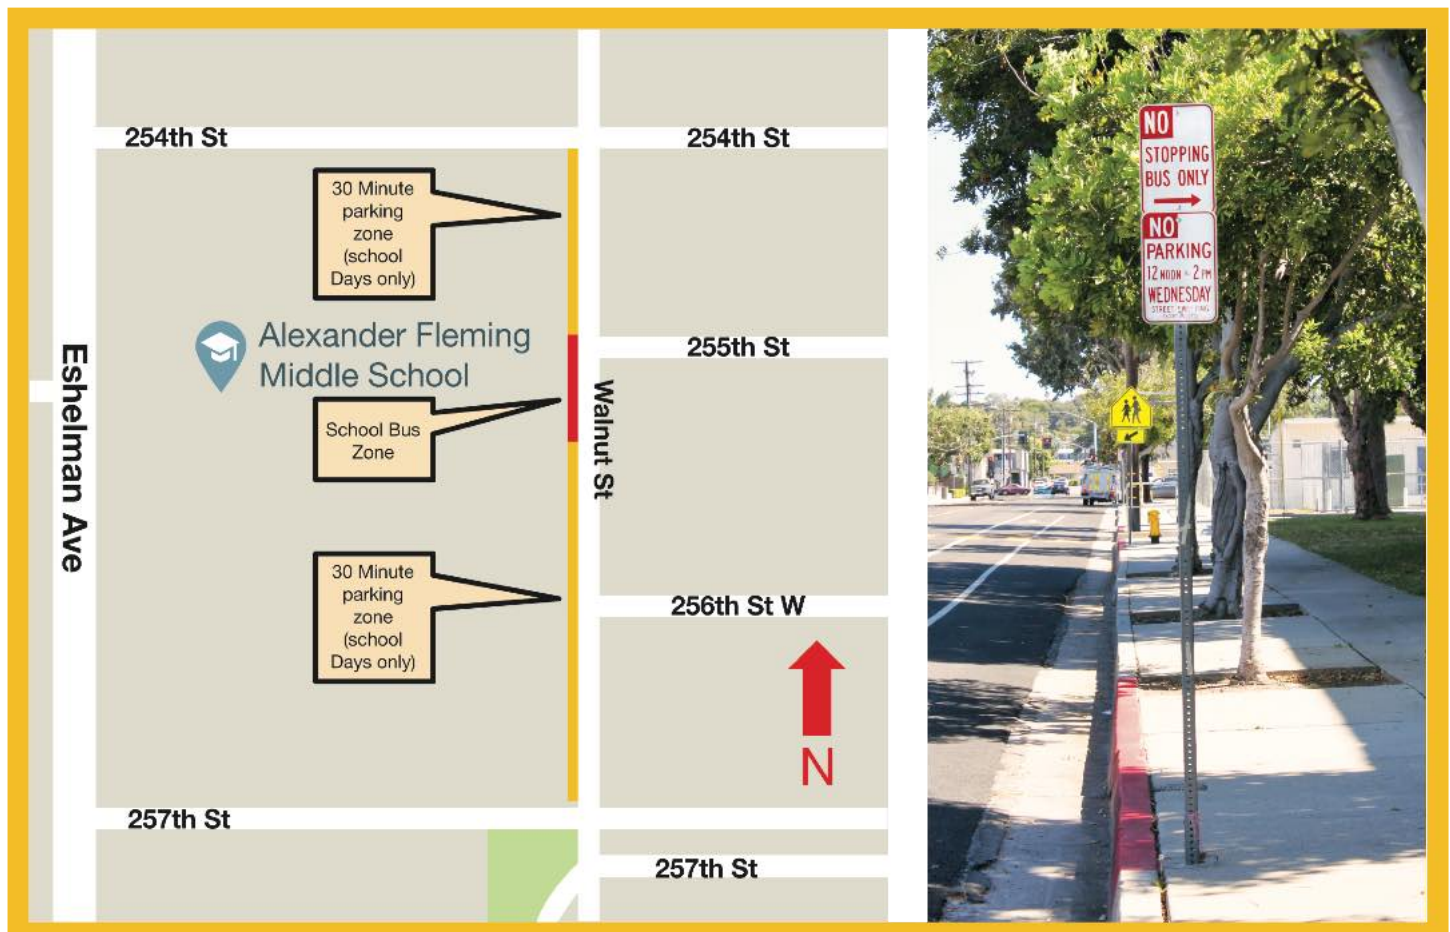 254th St
254th St
30 Minute
parking
zone
(school
Days only)
Alexander Fleming
Middle School
255th St
Eshelman Ave
Walnut St
School Bus
Zone
30 Minute
parking
zone
(school
Days only)
256th St W
N
257th St
257th St
NO
STOPPING
BUS ONLY
NO
PARKING
12 NOON & 2 PM
WEDNESDAY